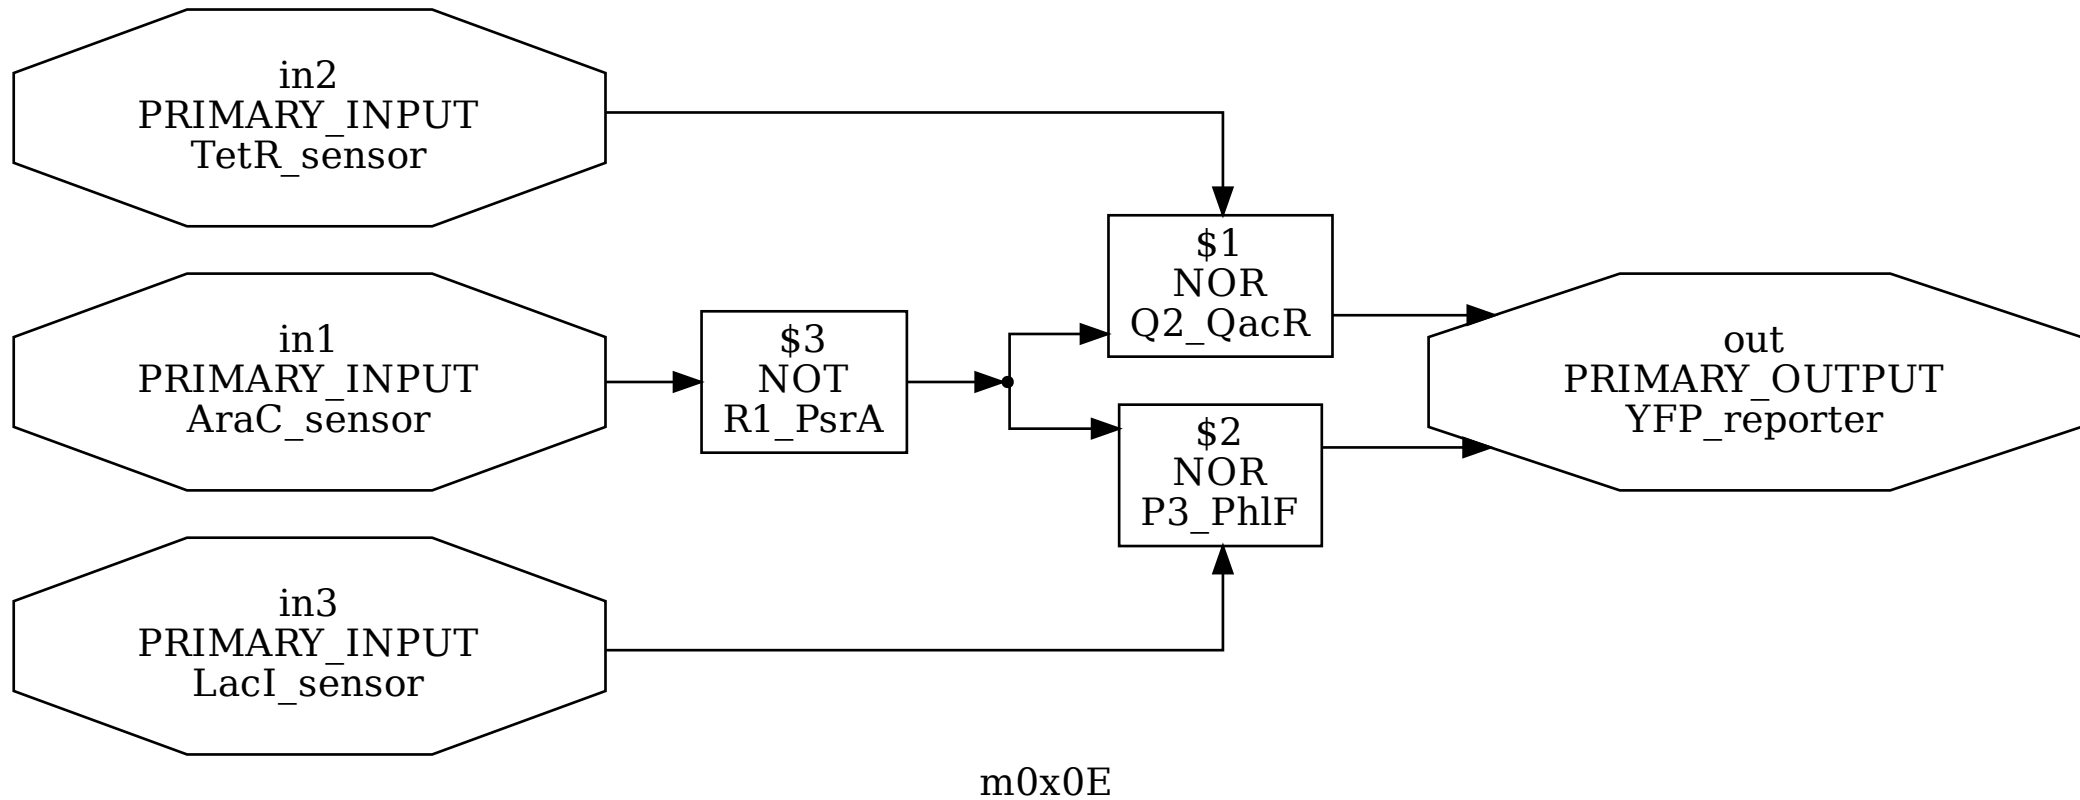 in2
PRIMARY_INPUT
TetR_sensor
in1
PRIMARY_INPUT
AraC_sensor
in3
PRIMARY_INPUT
LacI_sensor
$3
NOT
R1_PsrA
$1
NOR
Q2_QacR
$2
NOR
P3_PhlF
out
PRIMARY_OUTPUT
YFP_reporter
m0x0E